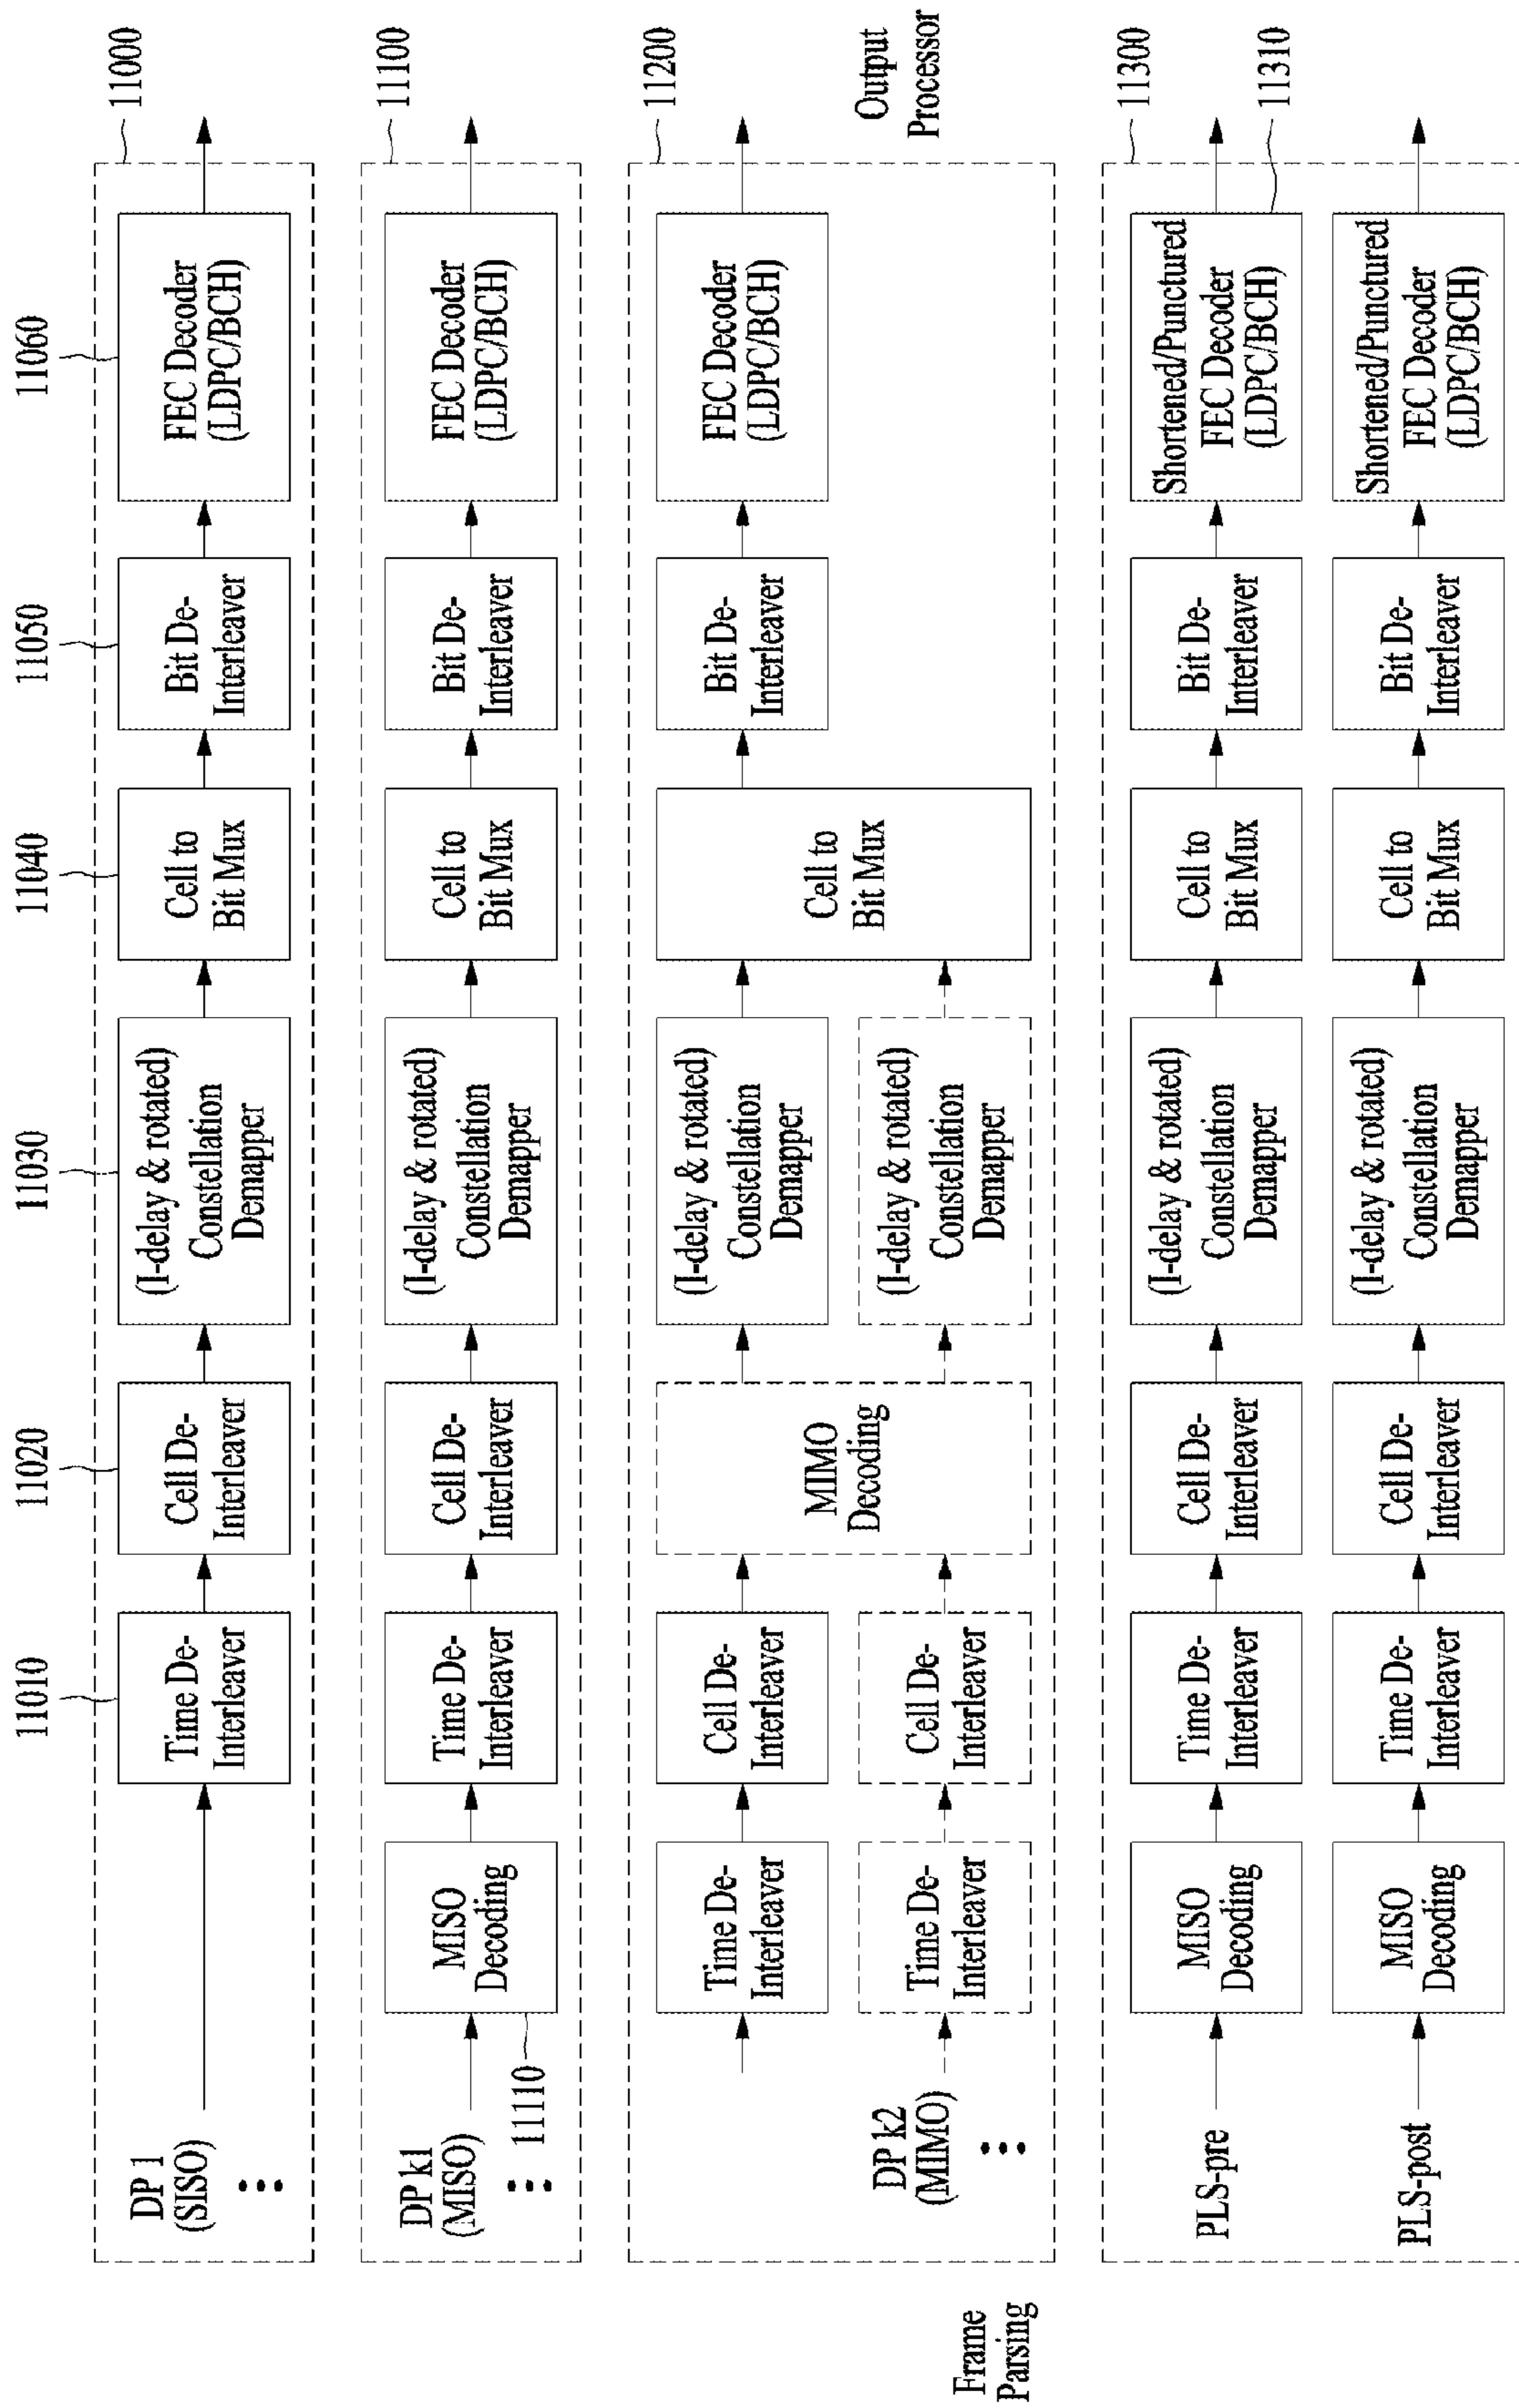 11010
11020
11030
11040
11050
11060
11000
DP 1
(SISO)
⋮
Time De-
Interleaver
Cell De-
Interleaver
(I-delay & rotated)
Constellation
Demapper
Cell to
Bit Mux
Bit De-
Interleaver
FEC Decoder
(LDPC/BCH)
11100
DP k1
(MISO)
⋮
11110
MISO
Decoding
Time De-
Interleaver
Cell De-
Interleaver
(I-delay & rotated)
Constellation
Demapper
Cell to
Bit Mux
Bit De-
Interleaver
FEC Decoder
(LDPC/BCH)
11200
Time De-
Interleaver
Cell De-
Interleaver
MIMO
Decoding
(I-delay & rotated)
Constellation
Demapper
Cell to
Bit Mux
Bit De-
Interleaver
FEC Decoder
(LDPC/BCH)
DP k2
(MIMO)
⋮
Time De-
Interleaver
Cell De-
Interleaver
(I-delay & rotated)
Constellation
Demapper
Frame
Parsing
Output
Processor
11300
PLS-pre
MISO
Decoding
Time De-
Interleaver
Cell De-
Interleaver
(I-delay & rotated)
Constellation
Demapper
Cell to
Bit Mux
Bit De-
Interleaver
Shortened/Punctured
FEC Decoder
(LDPC/BCH)
11310
PLS-post
MISO
Decoding
Time De-
Interleaver
Cell De-
Interleaver
(I-delay & rotated)
Constellation
Demapper
Cell to
Bit Mux
Bit De-
Interleaver
Shortened/Punctured
FEC Decoder
(LDPC/BCH)